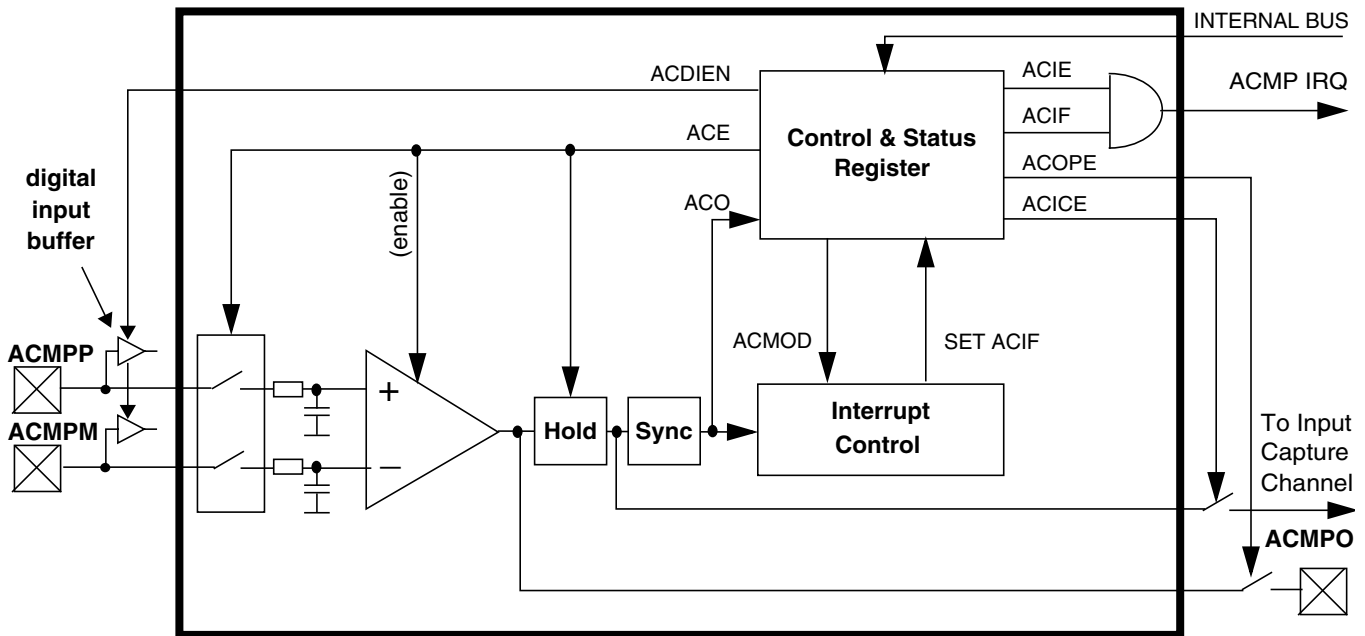 INTERNAL BUS
ACDIEN
ACIE
ACMP IRQ
ACE
Control & Status
Register
ACIF
ACOPE
digital
input
buffer
(enable)
ACO
ACICE
ACMPP
ACMOD
SET ACIF
+
ACMPM
Hold
Sync
Interrupt
Control
To Input
Capture
Channel
−
ACMPO